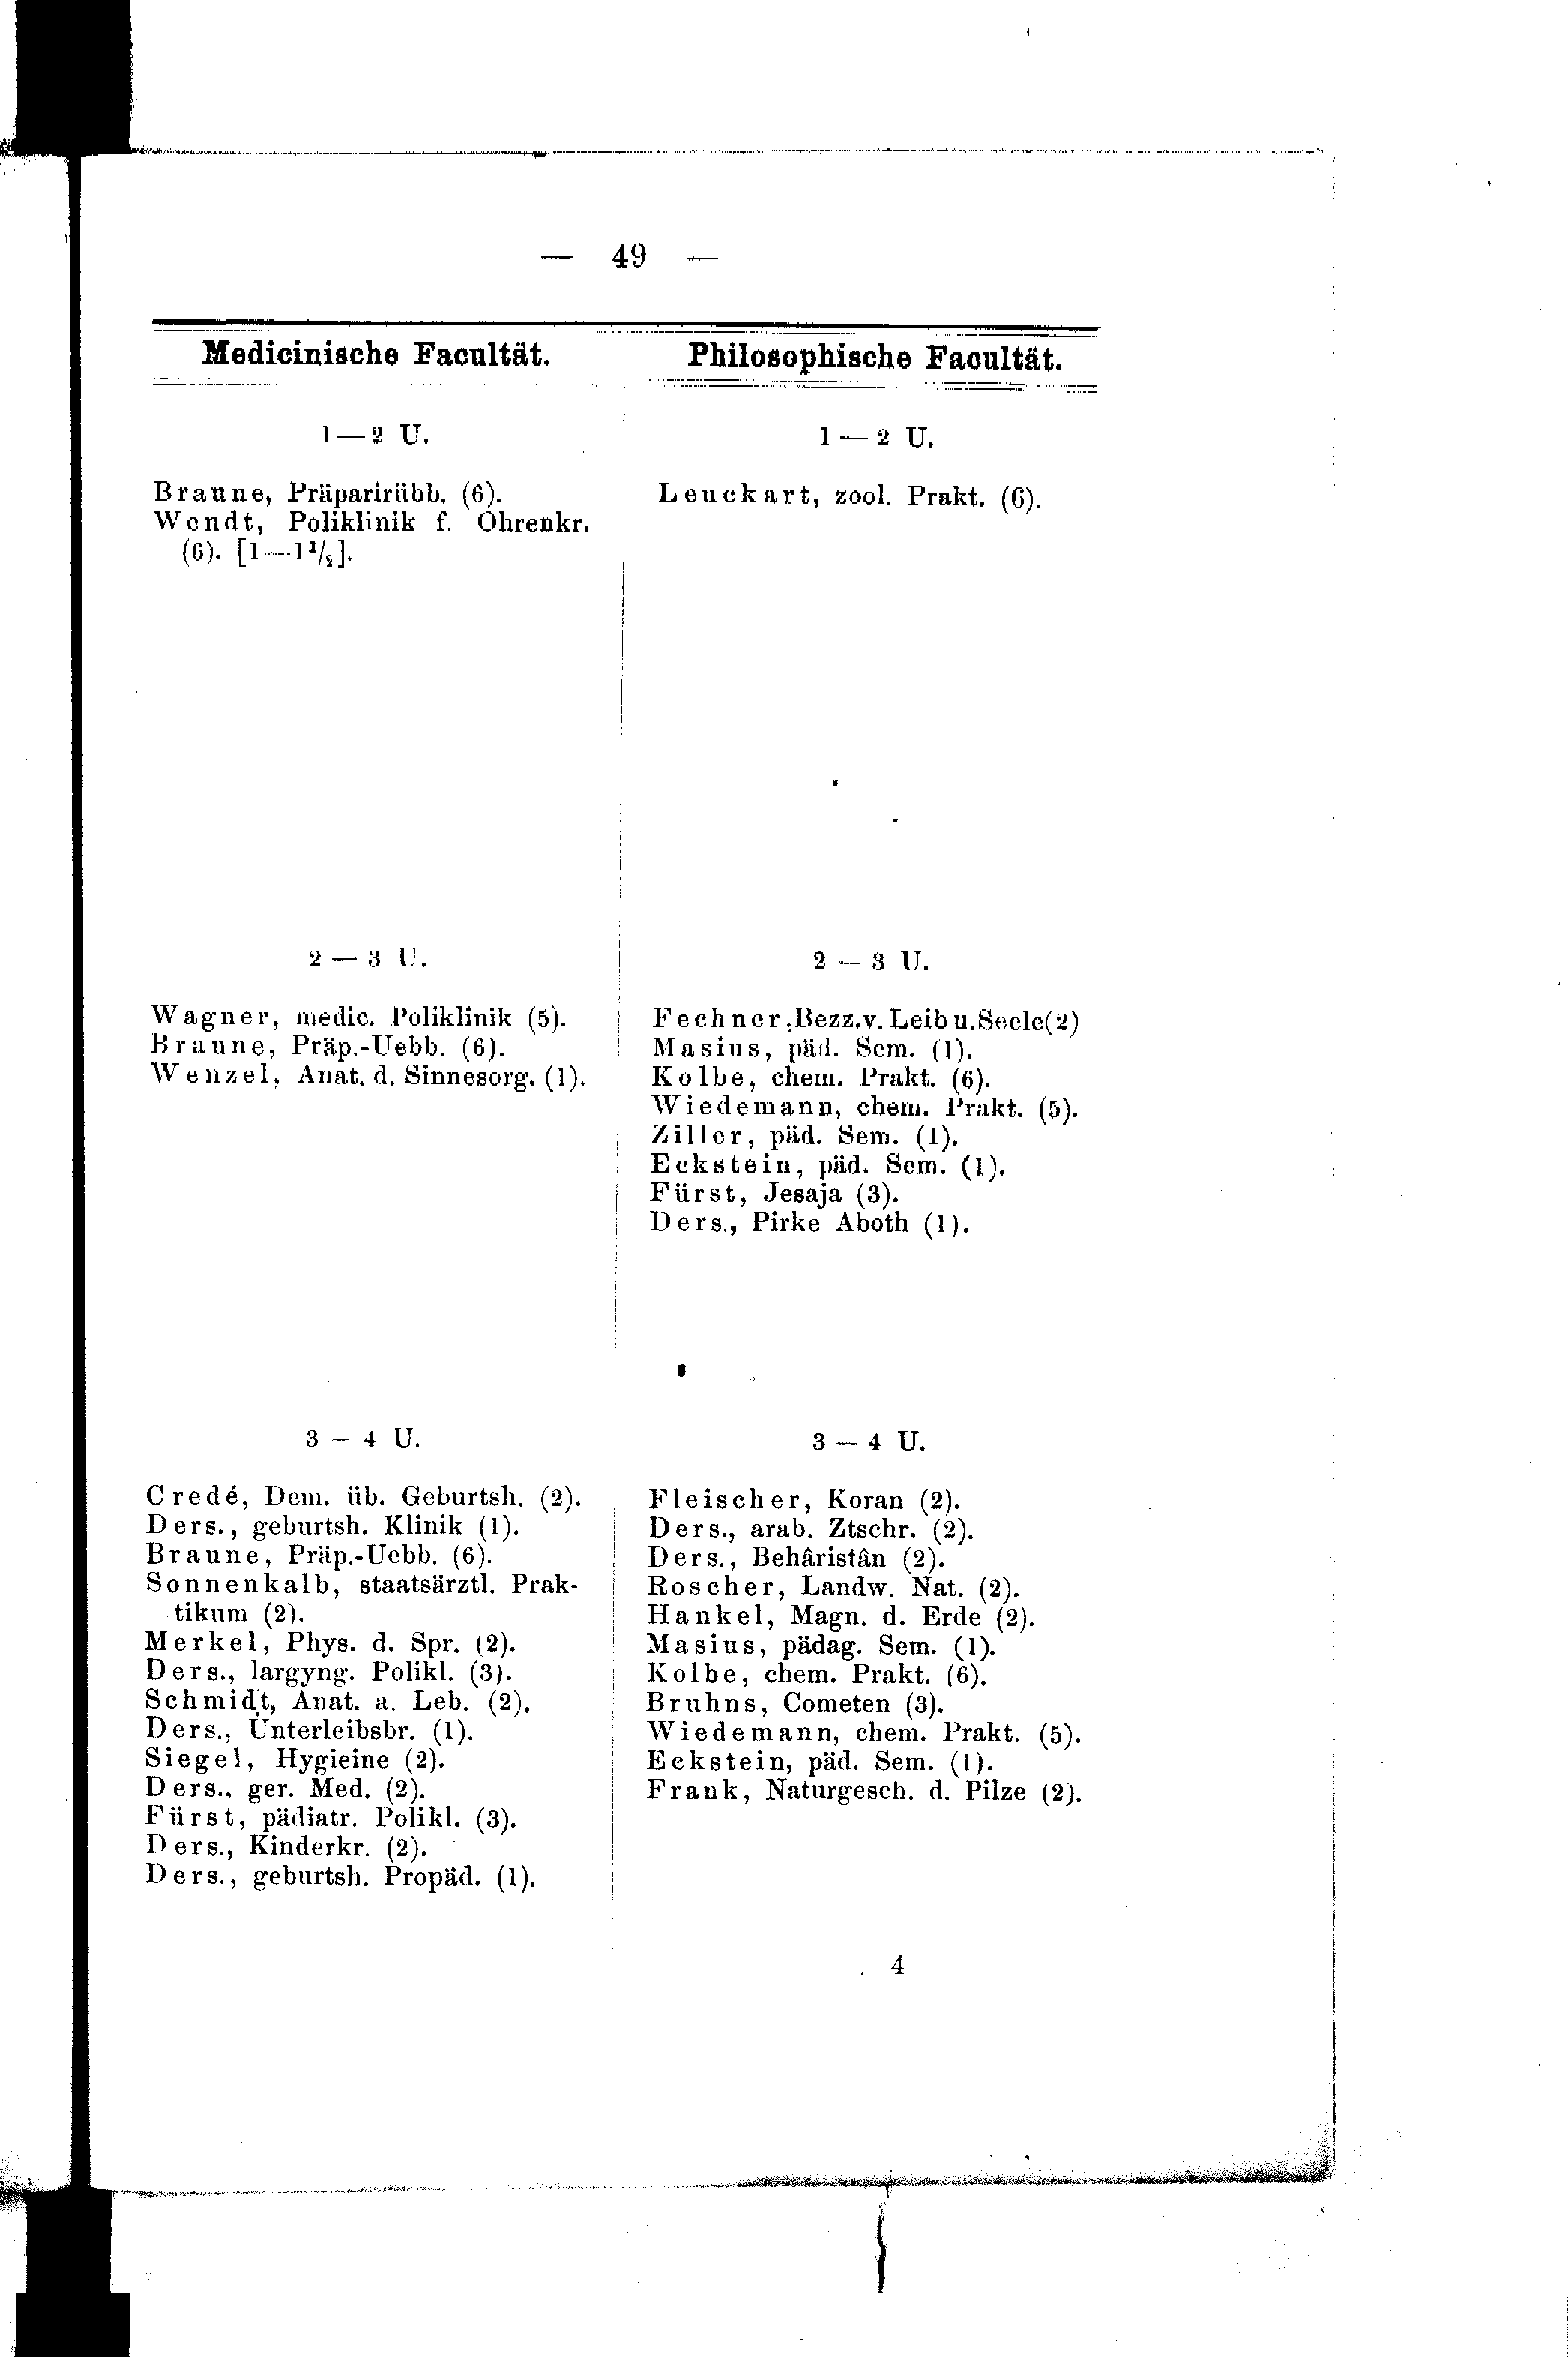 — 49 —
Medicinische Facultät.
1—2 U.
Braune, Präparirübb. (6).
Wendt, Poliklinik f. Ohrenkr.
(6). [1—1½].
2 — 3 U.
Wagner, medic. Poliklinik (5).
Braune, Präp.-Uebb. (6).
Wenzel, Anat. d. Sinnesorg. (1).
3 – 4 U.
Credé, Dem. üb. Geburtsh. (2).
Ders., geburtsh. Klinik (1).
Braune, Präp.-Uebb. (6).
Sonnenkalb, staatsärztl. Prak-
tikum (2).
Merkel, Phys. d. Spr. (2).
Ders., largyng. Polikl. (3).
Schmidt, Anat. a. Leb. (2).
Ders., Unterleibsbr. (1).
Siegel, Hygieine (2).
Ders., ger. Med. (2).
Fürst, pädiatr. Polikl. (3).
Ders., Kinderkr. (2).
Ders., geburtsh. Propäd. (1).
Philosophische Facultät.
1 — 2 U.
Leuckart, zool. Prakt. (6).
2 — 3 U.
Fechner, Bezz. v. Leib u. Seele (2)
Masius, päd. Sem. (1).
Kolbe, chem. Prakt. (6).
Wiedemann, chem. Prakt. (5).
Ziller, päd. Sem. (1).
Eckstein, päd. Sem. (1).
Fürst, Jesaja (3).
Ders., Pirke Aboth (1).
3 — 4 U.
Fleischer, Koran (2).
Ders., arab. Ztschr. (2).
Ders., Behâristân (2).
Roscher, Landw. Nat. (2).
Hankel, Magn. d. Erde (2).
Masius, pädag. Sem. (1).
Kolbe, chem. Prakt. (6).
Bruhns, Cometen (3).
Wiedemann, chem. Prakt. (5).
Eckstein, päd. Sem. (1).
Frank, Naturgesch. d. Pilze (2).
4